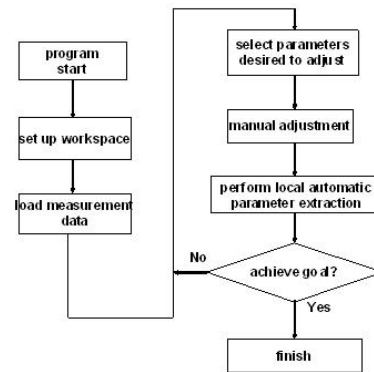 program
start
set up workspace
load measurement
data
select parameters
desired to adjust
manual adjustment
perform local automatic
parameter extraction
achieve goal?
No
Yes
finish